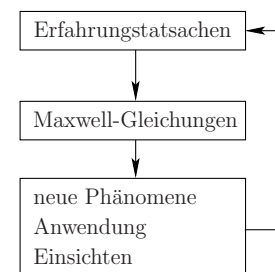 Erfahrungstatsachen
Maxwell-Gleichungen
neue Phänomene
Anwendung
Einsichten